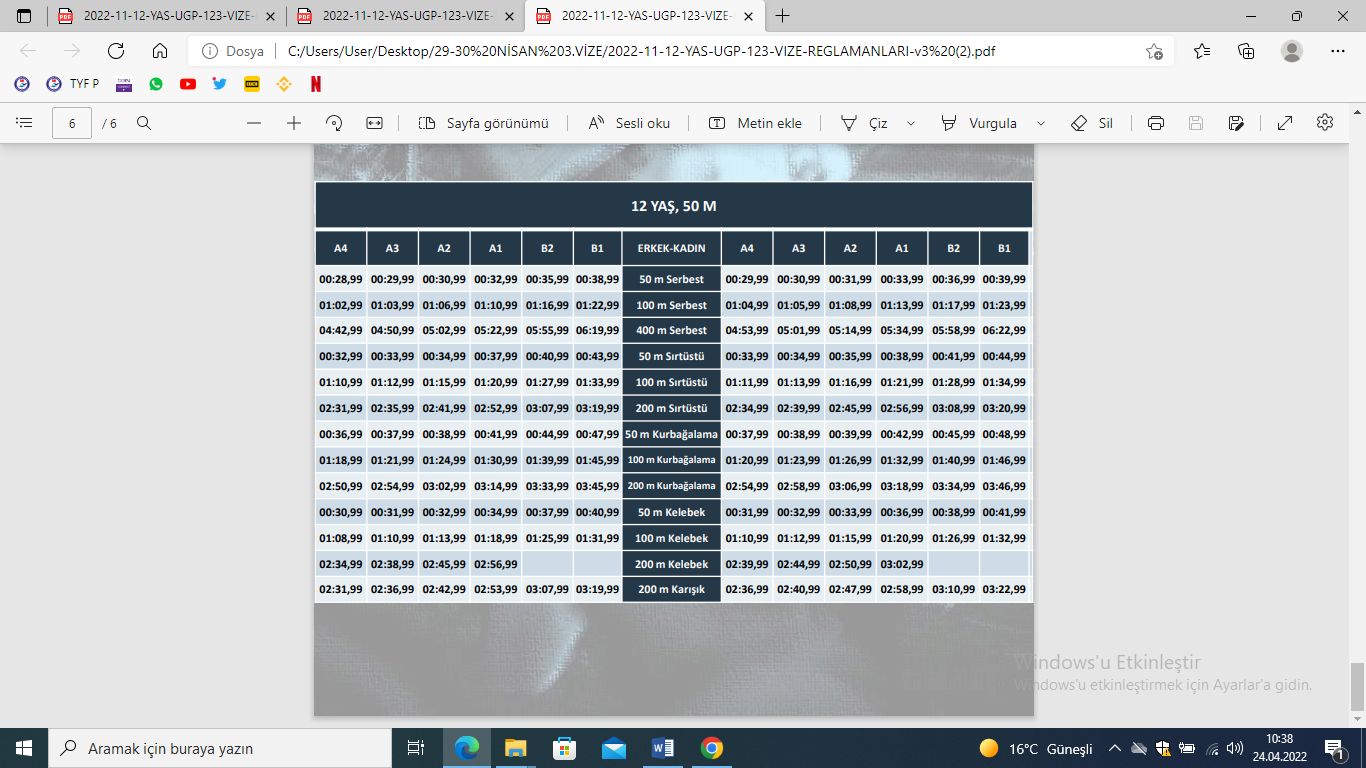 2022-11-12-YAS-UGP-123-VIZE- 2022-11-12-YAS-UGP-123-VIZE- 2022-11-12-YAS-UGP-123-VIZE-
Dosya C:/Users/User/Desktop/29-30%20NİSAN%203.VİZE/2022-11-12-YAS-UGP-123-VIZE-REGLAMANLARI-v3%20(2).pdf
TYF P
6 / 6 Sayfa görünümü Sesli oku Metin ekle Çiz Vurgula Sil
12 YAŞ, 50 M
A4 A3 A2 A1 B2 B1 ERKEK-KADIN A4 A3 A2 A1 B2 B1
00:28,99 00:29,99 00:30,99 00:32,99 00:35,99 00:38,99 50 m Serbest 00:29,99 00:30,99 00:31,99 00:33,99 00:36,99 00:39,99
01:02,99 01:03,99 01:06,99 01:10,99 01:16,99 01:22,99 100 m Serbest 01:04,99 01:05,99 01:08,99 01:13,99 01:17,99 01:23,99
04:42,99 04:50,99 05:02,99 05:22,99 05:55,99 06:19,99 400 m Serbest 04:53,99 05:01,99 05:14,99 05:34,99 05:58,99 06:22,99
00:32,99 00:33,99 00:34,99 00:37,99 00:40,99 00:43,99 50 m Sırtüstü 00:33,99 00:34,99 00:35,99 00:38,99 00:41,99 00:44,99
01:10,99 01:12,99 01:15,99 01:20,99 01:27,99 01:33,99 100 m Sırtüstü 01:11,99 01:13,99 01:16,99 01:21,99 01:28,99 01:34,99
02:31,99 02:35,99 02:41,99 02:52,99 03:07,99 03:19,99 200 m Sırtüstü 02:34,99 02:39,99 02:45,99 02:56,99 03:08,99 03:20,99
00:36,99 00:37,99 00:38,99 00:41,99 00:44,99 00:47,99 50 m Kurbağalama 00:37,99 00:38,99 00:39,99 00:42,99 00:45,99 00:48,99
01:18,99 01:21,99 01:24,99 01:30,99 01:39,99 01:45,99 100 m Kurbağalama 01:20,99 01:23,99 01:26,99 01:32,99 01:40,99 01:46,99
02:50,99 02:54,99 03:02,99 03:14,99 03:33,99 03:45,99 200 m Kurbağalama 02:54,99 02:58,99 03:06,99 03:18,99 03:34,99 03:46,99
00:30,99 00:31,99 00:32,99 00:34,99 00:37,99 00:40,99 50 m Kelebek 00:31,99 00:32,99 00:33,99 00:36,99 00:38,99 00:41,99
01:08,99 01:10,99 01:13,99 01:18,99 01:25,99 01:31,99 100 m Kelebek 01:10,99 01:12,99 01:15,99 01:20,99 01:26,99 01:32,99
02:34,99 02:38,99 02:45,99 02:56,99 200 m Kelebek 02:39,99 02:44,99 02:50,99 03:02,99
02:31,99 02:36,99 02:42,99 02:53,99 03:07,99 03:19,99 200 m Karışık 02:36,99 02:40,99 02:47,99 02:58,99 03:10,99 03:22,99
Windows'u Etkinleştir
Windows'u etkinleştirmek için Ayarlar'a gidin.
Aramak için buraya yazın 16°C Güneşli 10:38
24.04.2022 1